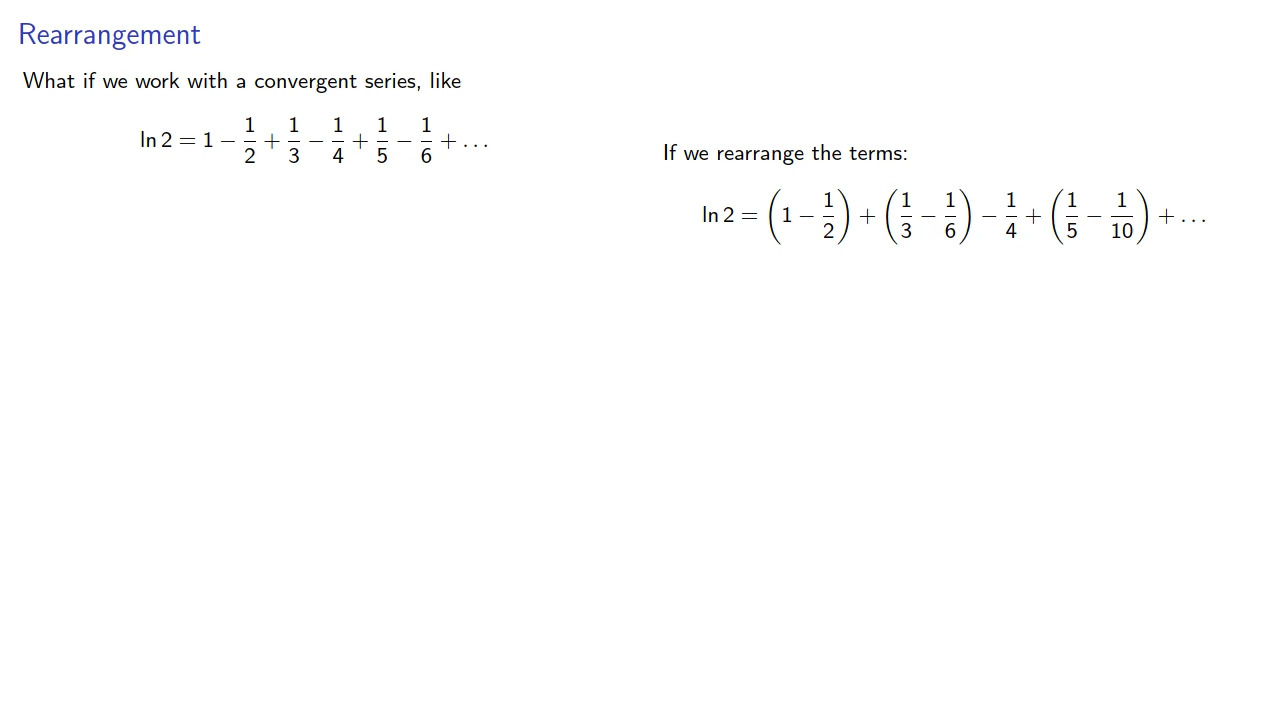 Rearrangement
What if we work with a convergent series, like
ln 2 = 1 − 1/2 + 1/3 − 1/4 + 1/5 − 1/6 + ...
If we rearrange the terms:
ln 2 = (1 − 1/2) + (1/3 − 1/6) − 1/4 + (1/5 − 1/10) + ...